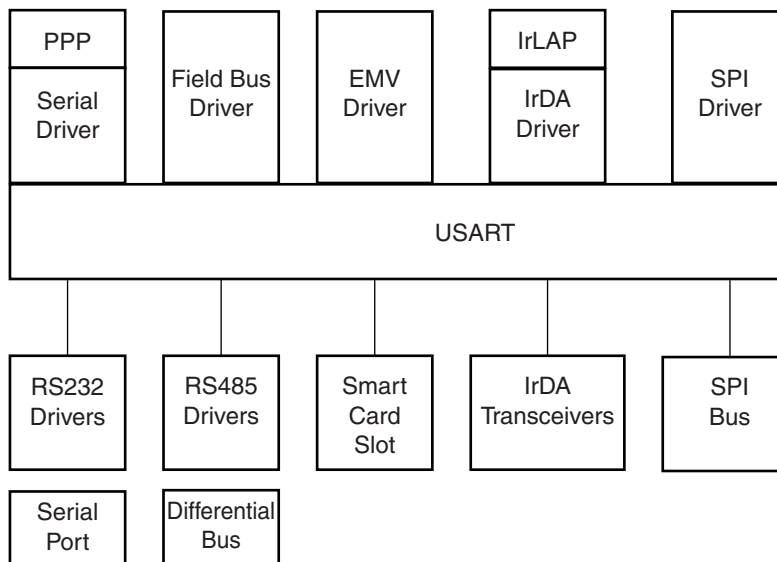 PPP
Serial
Driver
Field Bus
Driver
EMV
Driver
IrLAP
IrDA
Driver
SPI
Driver
USART
RS232
Drivers
RS485
Drivers
Smart
Card
Slot
IrDA
Transceivers
SPI
Bus
Serial
Port
Differential
Bus